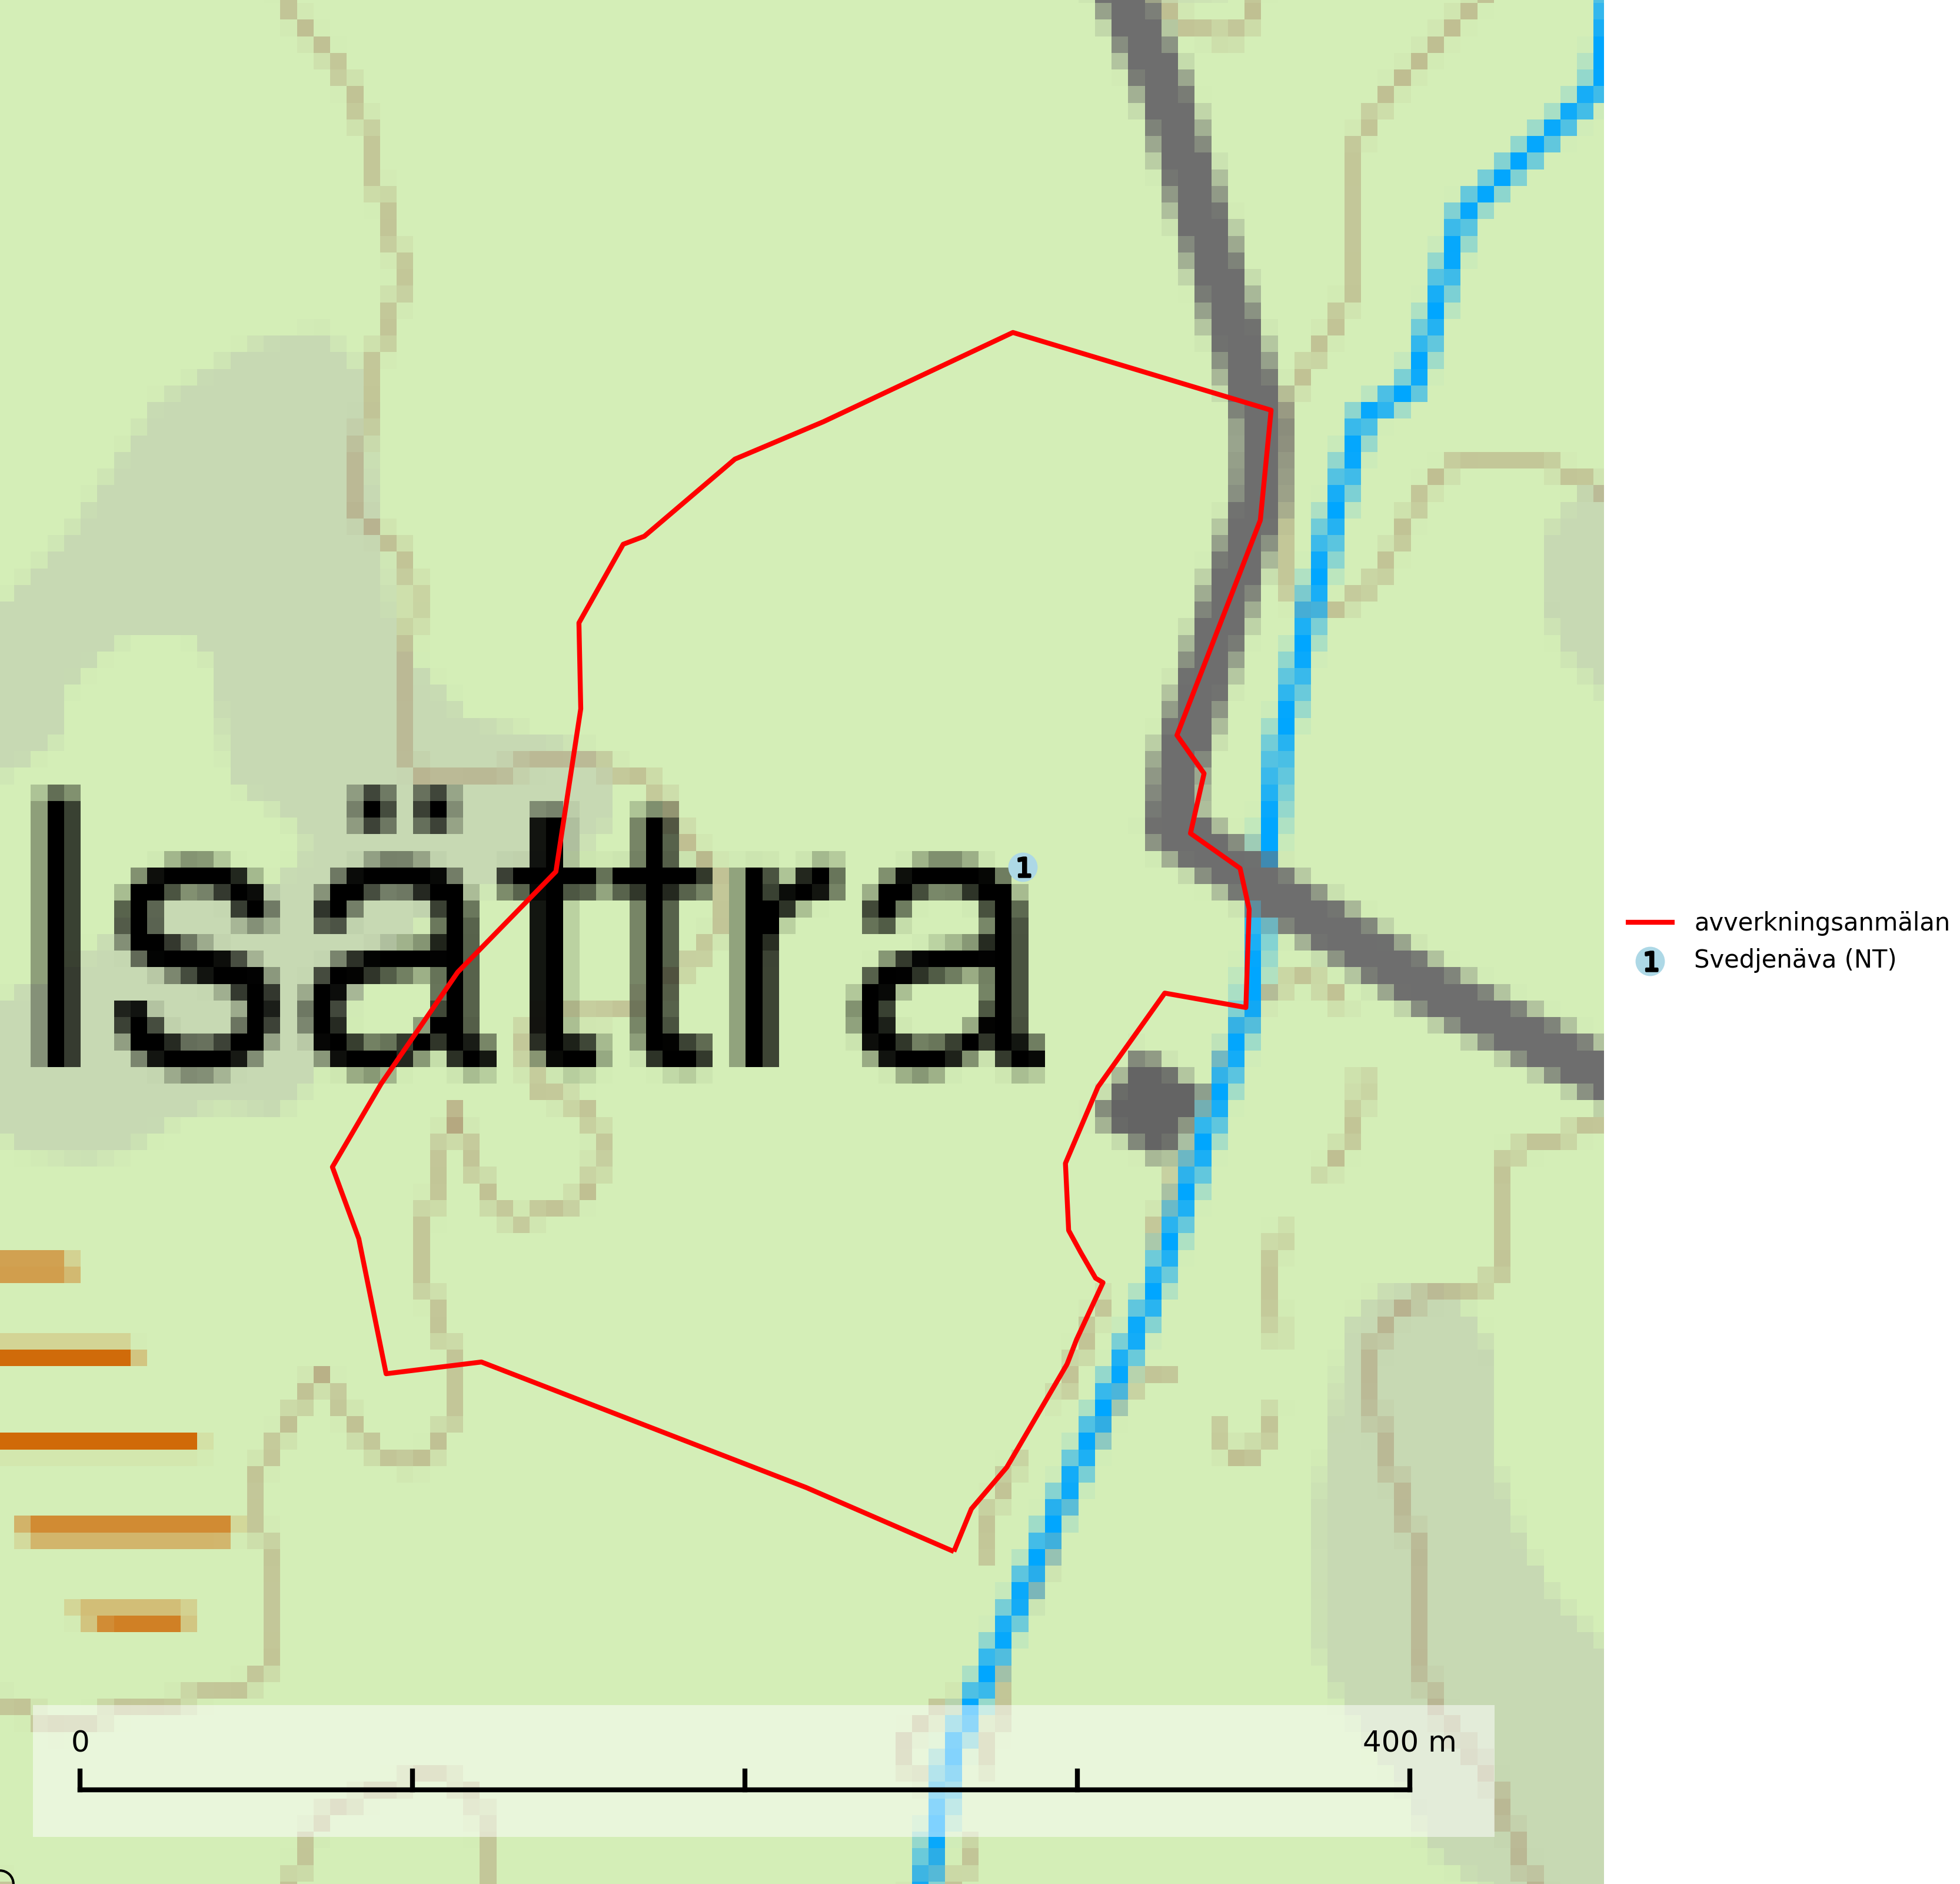 lsättra
1
avverkningsanmälan
1 Svedjenäva (NT)
0 400 m